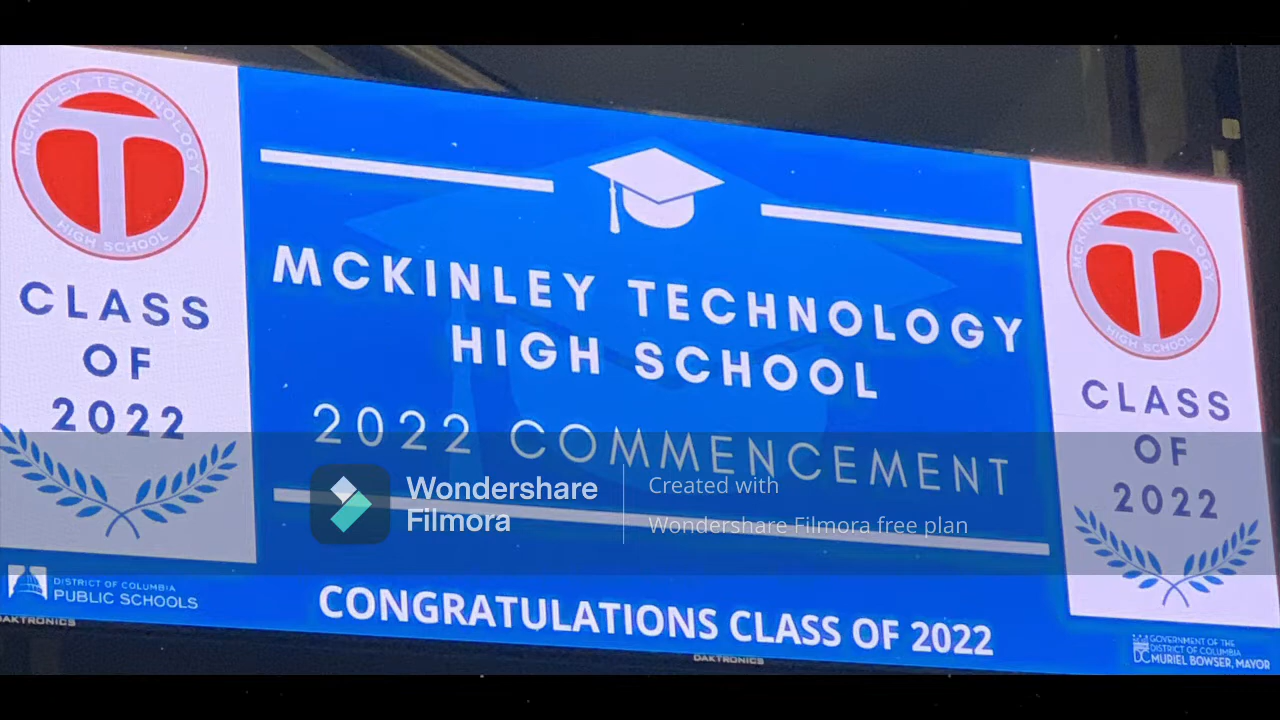 MCKINLEY TECHNOLOGY
HIGH SCHOOL
CLASS
OF
2022
MCKINLEY TECHNOLOGY
HIGH SCHOOL
2022 COMMENCEMENT
MCKINLEY TECHNOLOGY
HIGH SCHOOL
CLASS
OF
2022
Wondershare
Filmora
Created with
Wondershare Filmora free plan
DISTRICT OF COLUMBIA
PUBLIC SCHOOLS
CONGRATULATIONS CLASS OF 2022
GOVERNMENT OF THE
DISTRICT OF COLUMBIA
DC MURIEL BOWSER, MAYOR
DAKTRONICS
DAKTRONICS